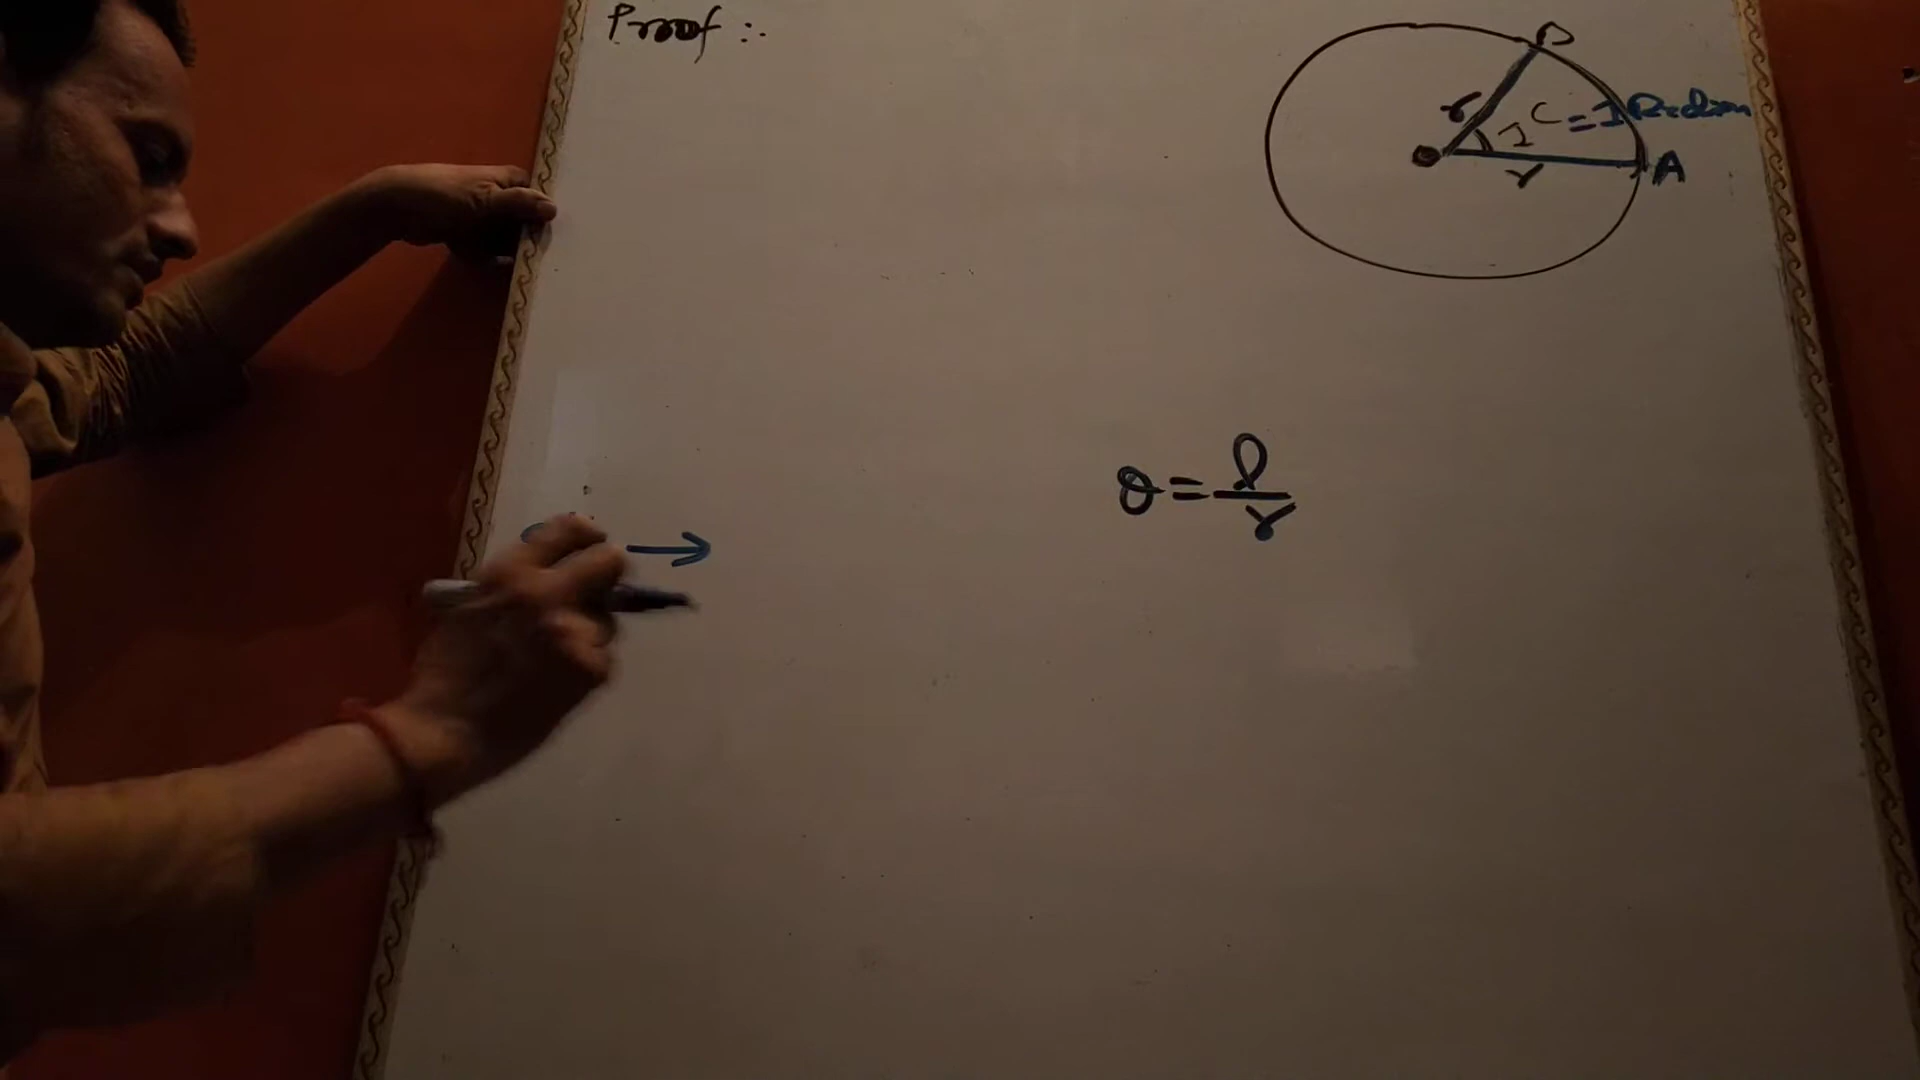 Proof :-
B
r
1ᶜ = 1 Radian
r
A
θ = l/r
→